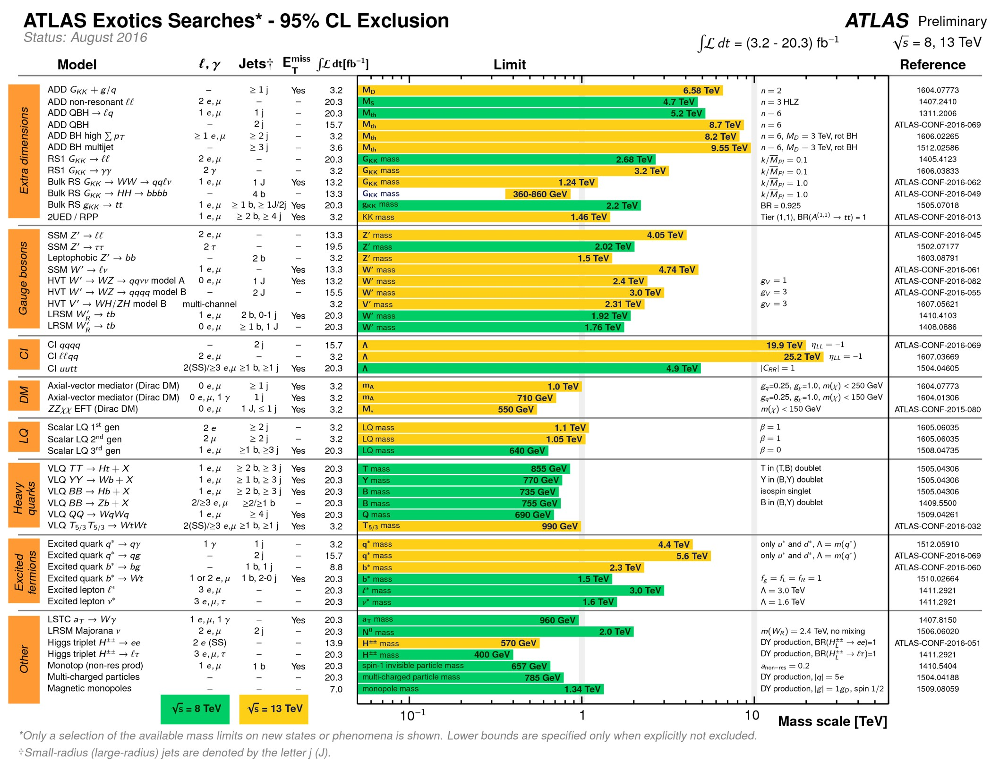 ATLAS Exotics Searches* - 95% CL Exclusion
Status: August 2016
ATLAS Preliminary
∫ℒ dt = (3.2 - 20.3) fb⁻¹ √s = 8, 13 TeV
Model ℓ, γ Jets† E_T^miss ∫ℒ dt[fb⁻¹] Limit Reference
Extra dimensions
ADD G_KK + g/q – ≥ 1 j Yes 3.2 M_D 6.58 TeV n = 2 1604.07773
ADD non-resonant ℓℓ 2 e, μ – – 20.3 M_S 4.7 TeV n = 3 HLZ 1407.2410
ADD QBH → ℓq 1 e, μ 1 j – 20.3 M_th 5.2 TeV n = 6 1311.2006
ADD QBH – 2 j – 15.7 M_th 8.7 TeV n = 6 ATLAS-CONF-2016-069
ADD BH high ∑ p_T ≥ 1 e, μ ≥ 2 j – 3.2 M_th 8.2 TeV n = 6, M_D = 3 TeV, rot BH 1606.02265
ADD BH multijet – ≥ 3 j – 3.6 M_th 9.55 TeV n = 6, M_D = 3 TeV, rot BH 1512.02586
RS1 G_KK → ℓℓ 2 e, μ – – 20.3 G_KK mass 2.68 TeV k/M̅_Pl = 0.1 1405.4123
RS1 G_KK → γγ 2 γ – – 3.2 G_KK mass 3.2 TeV k/M̅_Pl = 0.1 1606.03833
Bulk RS G_KK → WW → qqℓν 1 e, μ 1 J Yes 13.2 G_KK mass 1.24 TeV k/M̅_Pl = 1.0 ATLAS-CONF-2016-062
Bulk RS G_KK → HH → bbbb – 4 b – 13.3 G_KK mass 360-860 GeV k/M̅_Pl = 1.0 ATLAS-CONF-2016-049
Bulk RS g_KK → tt 1 e, μ ≥ 1 b, ≥ 1J/2j Yes 20.3 g_KK mass 2.2 TeV BR = 0.925 1505.07018
2UED / RPP 1 e, μ ≥ 2 b, ≥ 4 j Yes 3.2 KK mass 1.46 TeV Tier (1,1), BR(A^(1,1) → tt) = 1 ATLAS-CONF-2016-013
Gauge bosons
SSM Z′ → ℓℓ 2 e, μ – – 13.3 Z′ mass 4.05 TeV ATLAS-CONF-2016-045
SSM Z′ → ττ 2 τ – – 19.5 Z′ mass 2.02 TeV 1502.07177
Leptophobic Z′ → bb – 2 b – 3.2 Z′ mass 1.5 TeV 1603.08791
SSM W′ → ℓν 1 e, μ – Yes 13.3 W′ mass 4.74 TeV ATLAS-CONF-2016-061
HVT W′ → WZ → qqνν model A 0 e, μ 1 J Yes 13.2 W′ mass 2.4 TeV g_V = 1 ATLAS-CONF-2016-082
HVT W′ → WZ → qqqq model B – 2 J – 15.5 W′ mass 3.0 TeV g_V = 3 ATLAS-CONF-2016-055
HVT V′ → WH/ZH model B multi-channel 3.2 V′ mass 2.31 TeV g_V = 3 1607.05621
LRSM W′_R → tb 1 e, μ 2 b, 0-1 j Yes 20.3 W′ mass 1.92 TeV 1410.4103
LRSM W′_R → tb 0 e, μ ≥ 1 b, 1 J – 20.3 W′ mass 1.76 TeV 1408.0886
CI
CI qqqq – 2 j – 15.7 Λ 19.9 TeV η_LL = −1 ATLAS-CONF-2016-069
CI ℓℓqq 2 e, μ – – 3.2 Λ 25.2 TeV η_LL = −1 1607.03669
CI uutt 2(SS)/≥3 e,μ ≥1 b, ≥1 j Yes 20.3 Λ 4.9 TeV |C_RR| = 1 1504.04605
DM
Axial-vector mediator (Dirac DM) 0 e, μ ≥ 1 j Yes 3.2 m_A 1.0 TeV g_q=0.25, g_χ=1.0, m(χ) < 250 GeV 1604.07773
Axial-vector mediator (Dirac DM) 0 e, μ, 1 γ 1 j Yes 3.2 m_A 710 GeV g_q=0.25, g_χ=1.0, m(χ) < 150 GeV 1604.01306
ZZχχ EFT (Dirac DM) 0 e, μ 1 J, ≤ 1 j Yes 3.2 M_* 550 GeV m(χ) < 150 GeV ATLAS-CONF-2015-080
LQ
Scalar LQ 1st gen 2 e ≥ 2 j – 3.2 LQ mass 1.1 TeV β = 1 1605.06035
Scalar LQ 2nd gen 2 μ ≥ 2 j – 3.2 LQ mass 1.05 TeV β = 1 1605.06035
Scalar LQ 3rd gen 1 e, μ ≥1 b, ≥3 j Yes 20.3 LQ mass 640 GeV β = 0 1508.04735
Heavy quarks
VLQ TT → Ht + X 1 e, μ ≥ 2 b, ≥ 3 j Yes 20.3 T mass 855 GeV T in (T,B) doublet 1505.04306
VLQ YY → Wb + X 1 e, μ ≥ 1 b, ≥ 3 j Yes 20.3 Y mass 770 GeV Y in (B,Y) doublet 1505.04306
VLQ BB → Hb + X 1 e, μ ≥ 2 b, ≥ 3 j Yes 20.3 B mass 735 GeV isospin singlet 1505.04306
VLQ BB → Zb + X 2/≥3 e, μ ≥2/≥1 b – 20.3 B mass 755 GeV B in (B,Y) doublet 1409.5500
VLQ QQ → WqWq 1 e, μ ≥ 4 j Yes 20.3 Q mass 690 GeV 1509.04261
VLQ T_5/3 T_5/3 → WtWt 2(SS)/≥3 e,μ ≥1 b, ≥1 j Yes 3.2 T_5/3 mass 990 GeV ATLAS-CONF-2016-032
Excited fermions
Excited quark q* → qγ 1 γ 1 j – 3.2 q* mass 4.4 TeV only u* and d*, Λ = m(q*) 1512.05910
Excited quark q* → qg – 2 j – 15.7 q* mass 5.6 TeV only u* and d*, Λ = m(q*) ATLAS-CONF-2016-069
Excited quark b* → bg – 1 b, 1 j – 8.8 b* mass 2.3 TeV ATLAS-CONF-2016-060
Excited quark b* → Wt 1 or 2 e, μ 1 b, 2-0 j Yes 20.3 b* mass 1.5 TeV f_g = f_L = f_R = 1 1510.02664
Excited lepton ℓ* 3 e, μ – – 20.3 ℓ* mass 3.0 TeV Λ = 3.0 TeV 1411.2921
Excited lepton ν* 3 e, μ, τ – – 20.3 ν* mass 1.6 TeV Λ = 1.6 TeV 1411.2921
Other
LSTC a_T → Wγ 1 e, μ, 1 γ – Yes 20.3 a_T mass 960 GeV 1407.8150
LRSM Majorana ν 2 e, μ 2 j – 20.3 N⁰ mass 2.0 TeV m(W_R) = 2.4 TeV, no mixing 1506.06020
Higgs triplet H±± → ee 2 e (SS) – – 13.9 H±± mass 570 GeV DY production, BR(H_L±± → ee)=1 ATLAS-CONF-2016-051
Higgs triplet H±± → ℓτ 3 e, μ, τ – – 20.3 H±± mass 400 GeV DY production, BR(H_L±± → ℓτ)=1 1411.2921
Monotop (non-res prod) 1 e, μ 1 b Yes 20.3 spin-1 invisible particle mass 657 GeV a_non−res = 0.2 1410.5404
Multi-charged particles – – – 20.3 multi-charged particle mass 785 GeV DY production, |q| = 5e 1504.04188
Magnetic monopoles – – – 7.0 monopole mass 1.34 TeV DY production, |g| = 1g_D, spin 1/2 1509.08059
√s = 8 TeV √s = 13 TeV
10⁻¹ 1 10 Mass scale [TeV]
*Only a selection of the available mass limits on new states or phenomena is shown. Lower bounds are specified only when explicitly not excluded.
†Small-radius (large-radius) jets are denoted by the letter j (J).